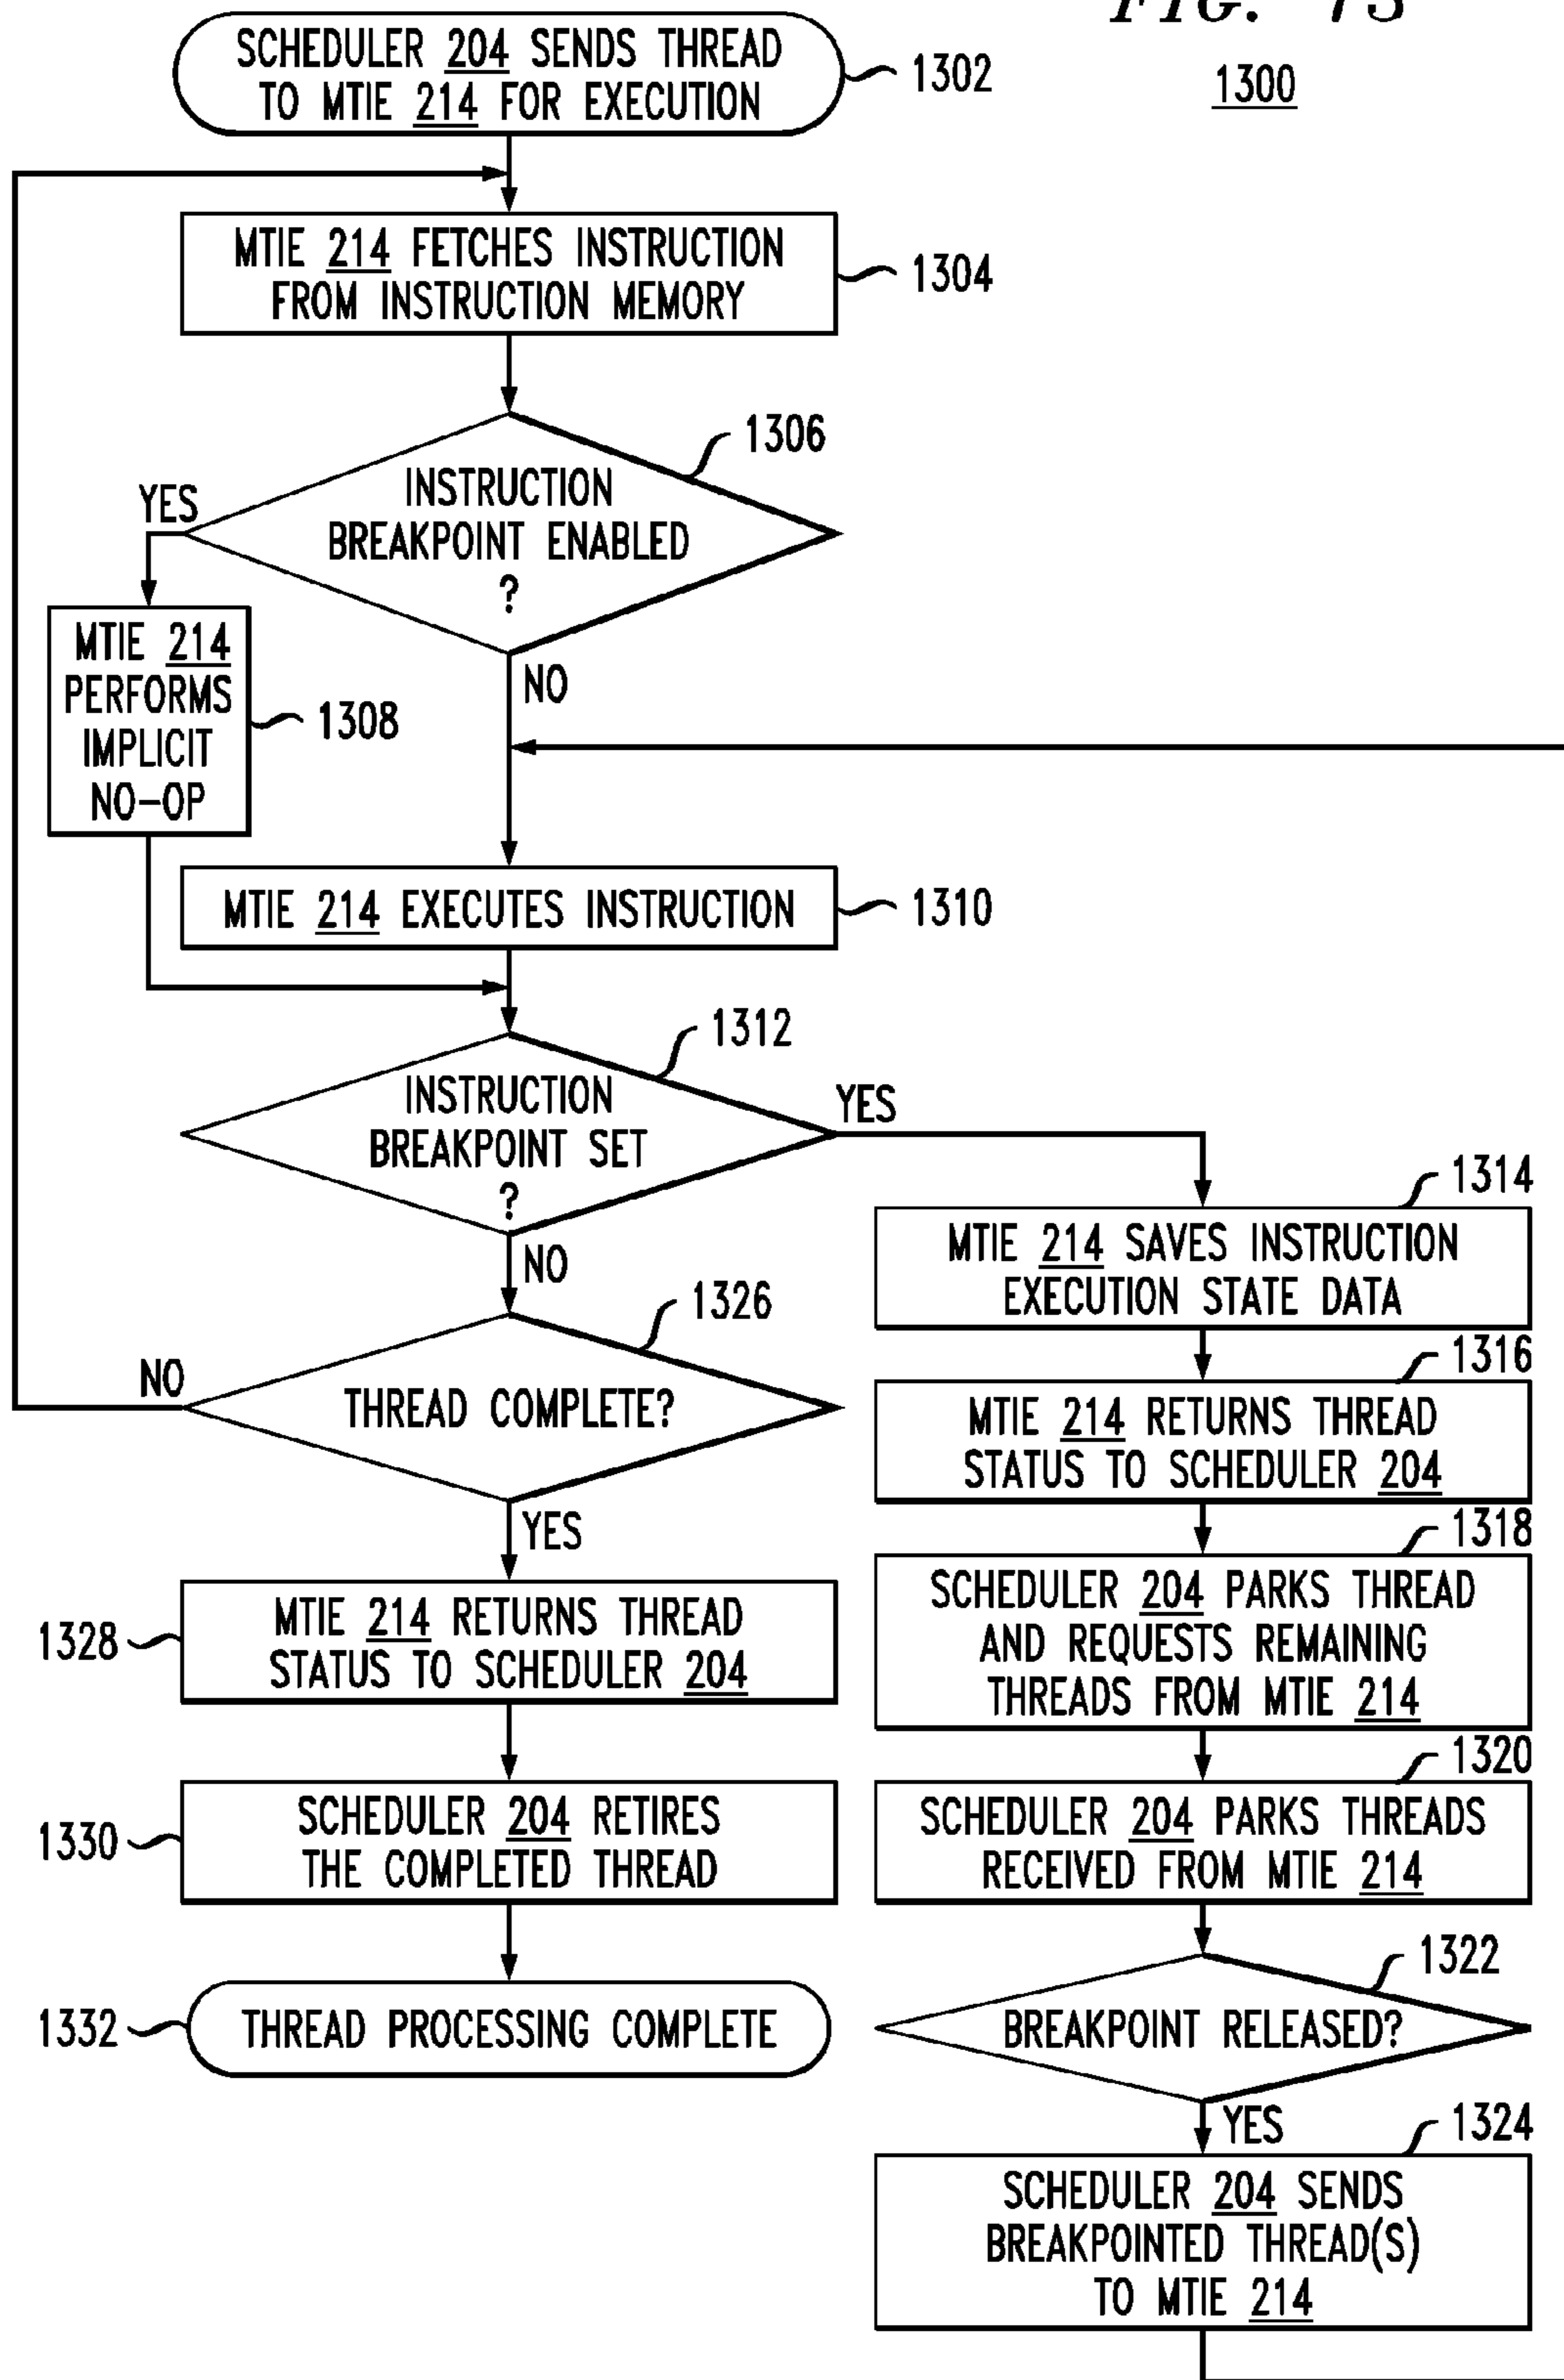 FIG. 13
1300
SCHEDULER 204 SENDS THREAD
TO MTIE 214 FOR EXECUTION
1302
MTIE 214 FETCHES INSTRUCTION
FROM INSTRUCTION MEMORY
1304
1306
INSTRUCTION
BREAKPOINT ENABLED
?
YES
NO
MTIE 214
PERFORMS
IMPLICIT
NO-OP
1308
MTIE 214 EXECUTES INSTRUCTION
1310
1312
INSTRUCTION
BREAKPOINT SET
?
YES
NO
1314
MTIE 214 SAVES INSTRUCTION
EXECUTION STATE DATA
1326
THREAD COMPLETE?
NO
YES
1316
MTIE 214 RETURNS THREAD
STATUS TO SCHEDULER 204
1318
SCHEDULER 204 PARKS THREAD
AND REQUESTS REMAINING
THREADS FROM MTIE 214
1328
MTIE 214 RETURNS THREAD
STATUS TO SCHEDULER 204
1320
SCHEDULER 204 PARKS THREADS
RECEIVED FROM MTIE 214
1330
SCHEDULER 204 RETIRES
THE COMPLETED THREAD
1322
BREAKPOINT RELEASED?
YES
1332
THREAD PROCESSING COMPLETE
1324
SCHEDULER 204 SENDS
BREAKPOINTED THREAD(S)
TO MTIE 214